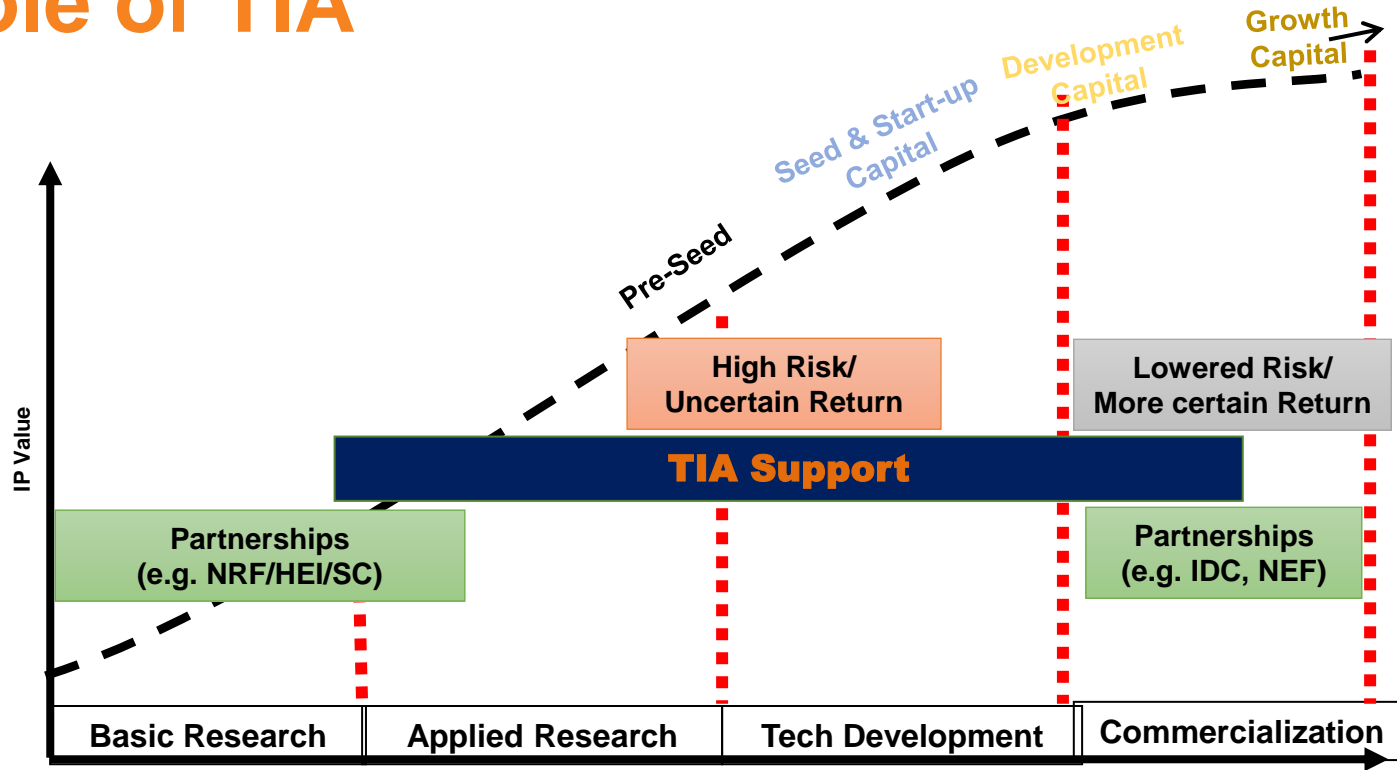 of TIA
Growth
Capital
Development
Capital
Seed & Start-up
Capital
Pre-Seed
High Risk/
Uncertain Return
Lowered Risk/
More certain Return
IP Value
TIA Support
Partnerships
(e.g. NRF/HEI/SC)
Partnerships
(e.g. IDC, NEF)
Basic Research
Applied Research
Tech Development
Commercialization